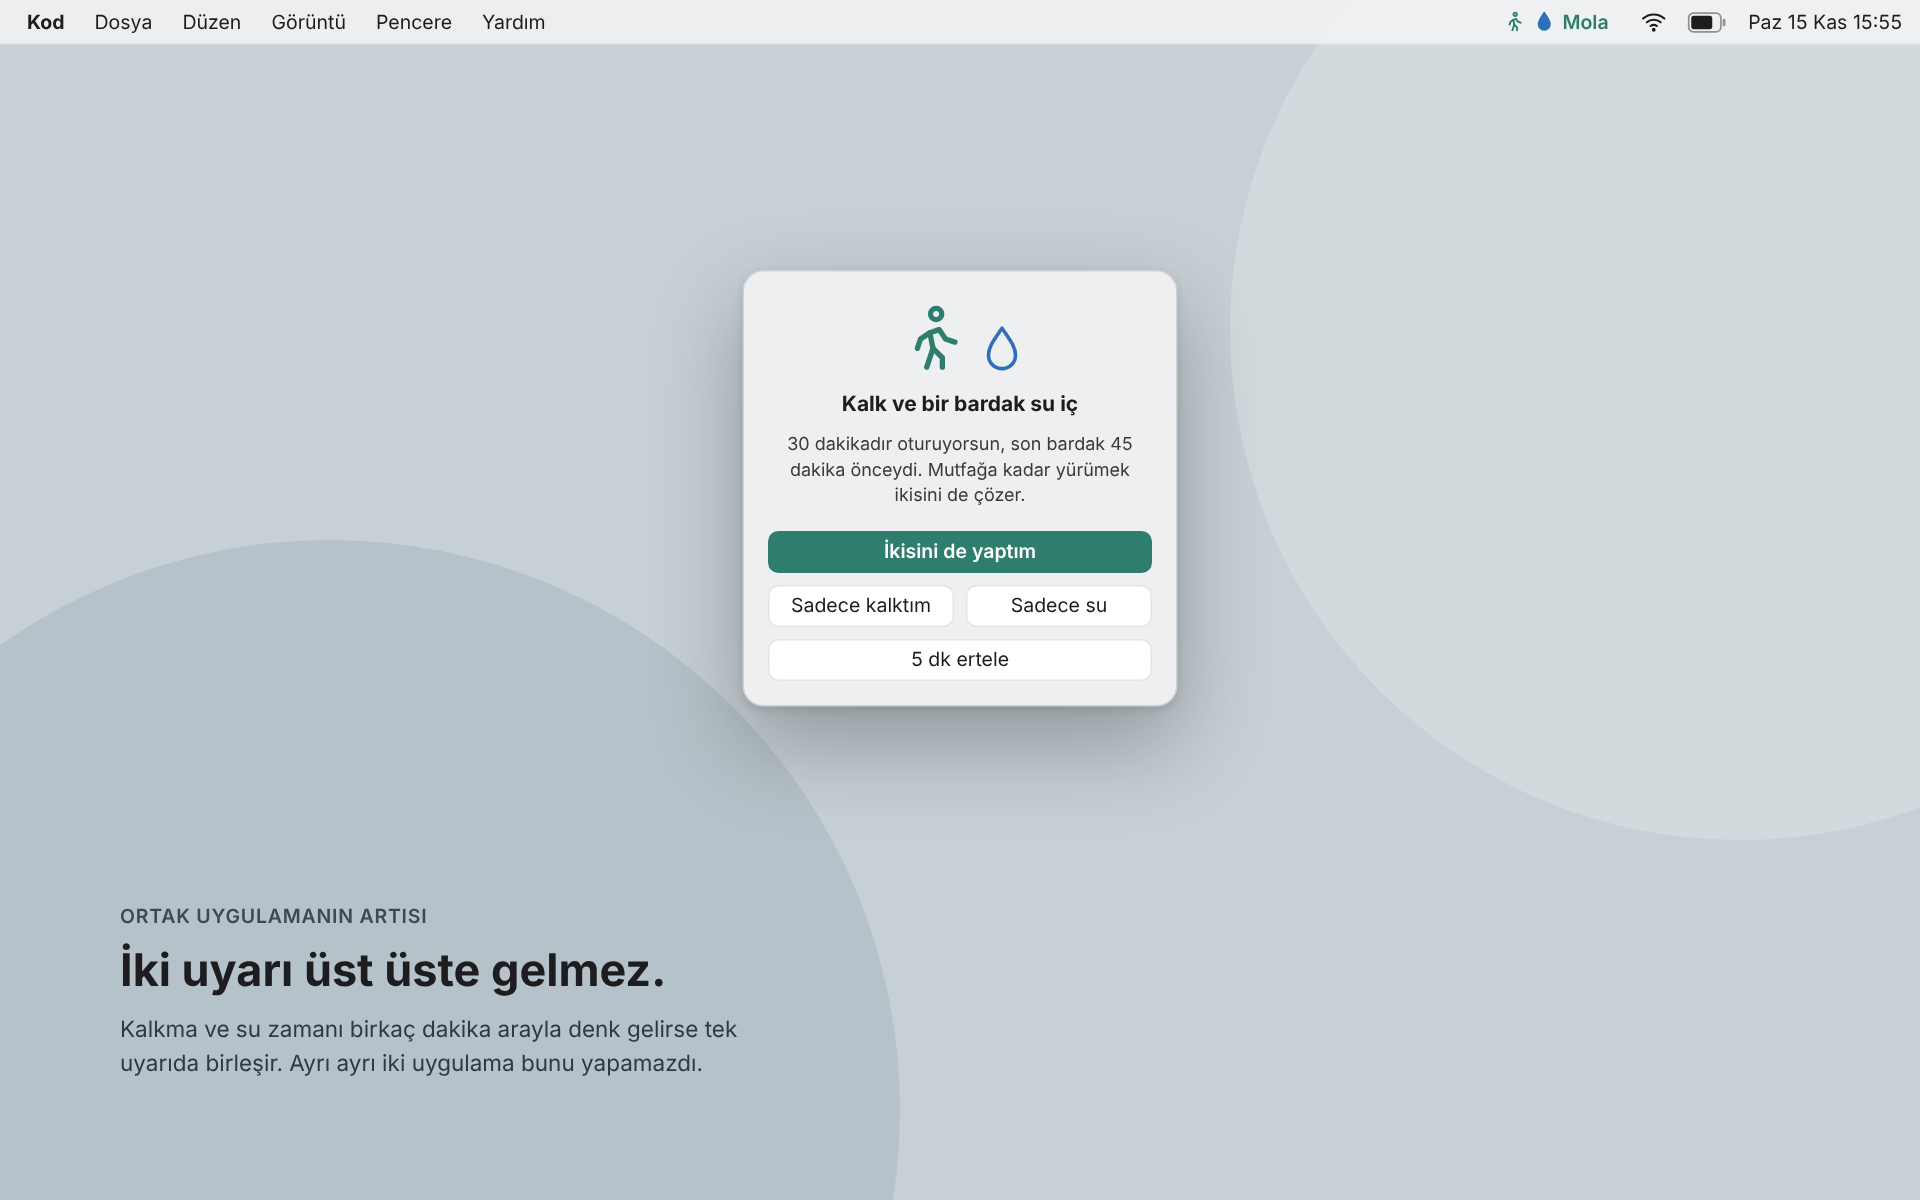 Kod Dosya Düzen Görüntü Pencere Yardım Mola Paz 15 Kas 15:55
Kalk ve bir bardak su iç
30 dakikadır oturuyorsun, son bardak 45
dakika önceydi. Mutfağa kadar yürümek
ikisini de çözer.
İkisini de yaptım
Sadece kalktım Sadece su
5 dk ertele
ORTAK UYGULAMANIN ARTISI
İki uyarı üst üste gelmez.
Kalkma ve su zamanı birkaç dakika arayla denk gelirse tek
uyarıda birleşir. Ayrı ayrı iki uygulama bunu yapamazdı.